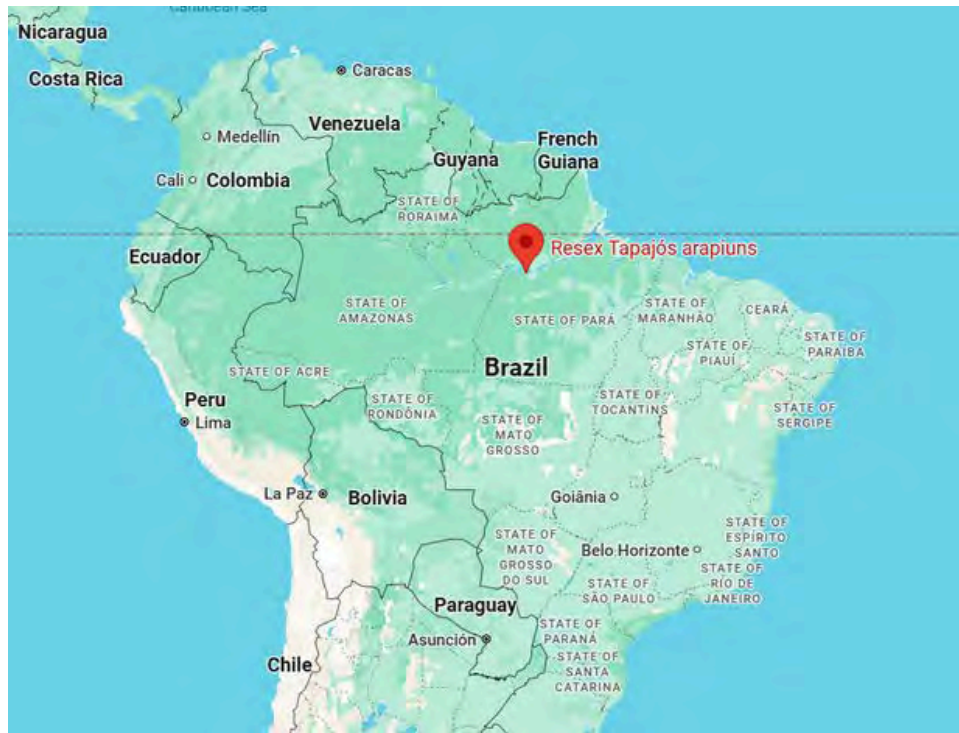 Caribbean Sea
Nicaragua
Costa Rica
Caracas
Medellín
Venezuela
French
Guiana
Guyana
Cali
Colombia
STATE OF
RORAIMA
Resex Tapajós arapiuns
Ecuador
STATE OF
AMAZONAS
STATE OF PARÁ
STATE OF
MARANHÃO
CEARÁ
STATE OF
PIAUÍ
STATE OF
PARAIBA
Brazil
STATE OF ACRE
STATE OF
RONDÔNIA
STATE OF
TOCANTINS
STATE OF
SERGIPE
Peru
Lima
STATE OF
MATO
GROSSO
La Paz
Bolivia
Goiânia
STATE OF
ESPÍRITO
SANTO
STATE OF
MATO
GROSSO
DO SUL
Belo Horizonte
STATE OF
RIO DE
JANEIRO
STATE OF
SÃO PAULO
Paraguay
Asunción
STATE OF
PARANÁ
STATE OF
SANTA
CATARINA
Chile